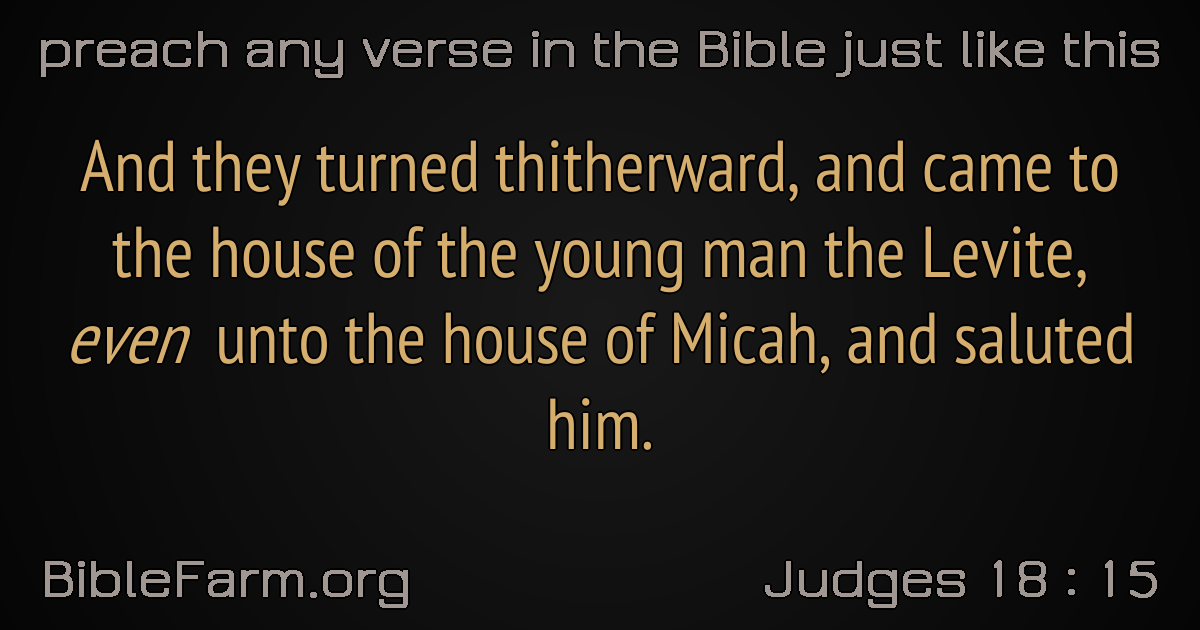 preach any verse in the Bible just like this
And they turned thitherward, and came to
the house of the young man the Levite,
even unto the house of Micah, and saluted
him.
BibleFarm.org
Judges 18 : 15